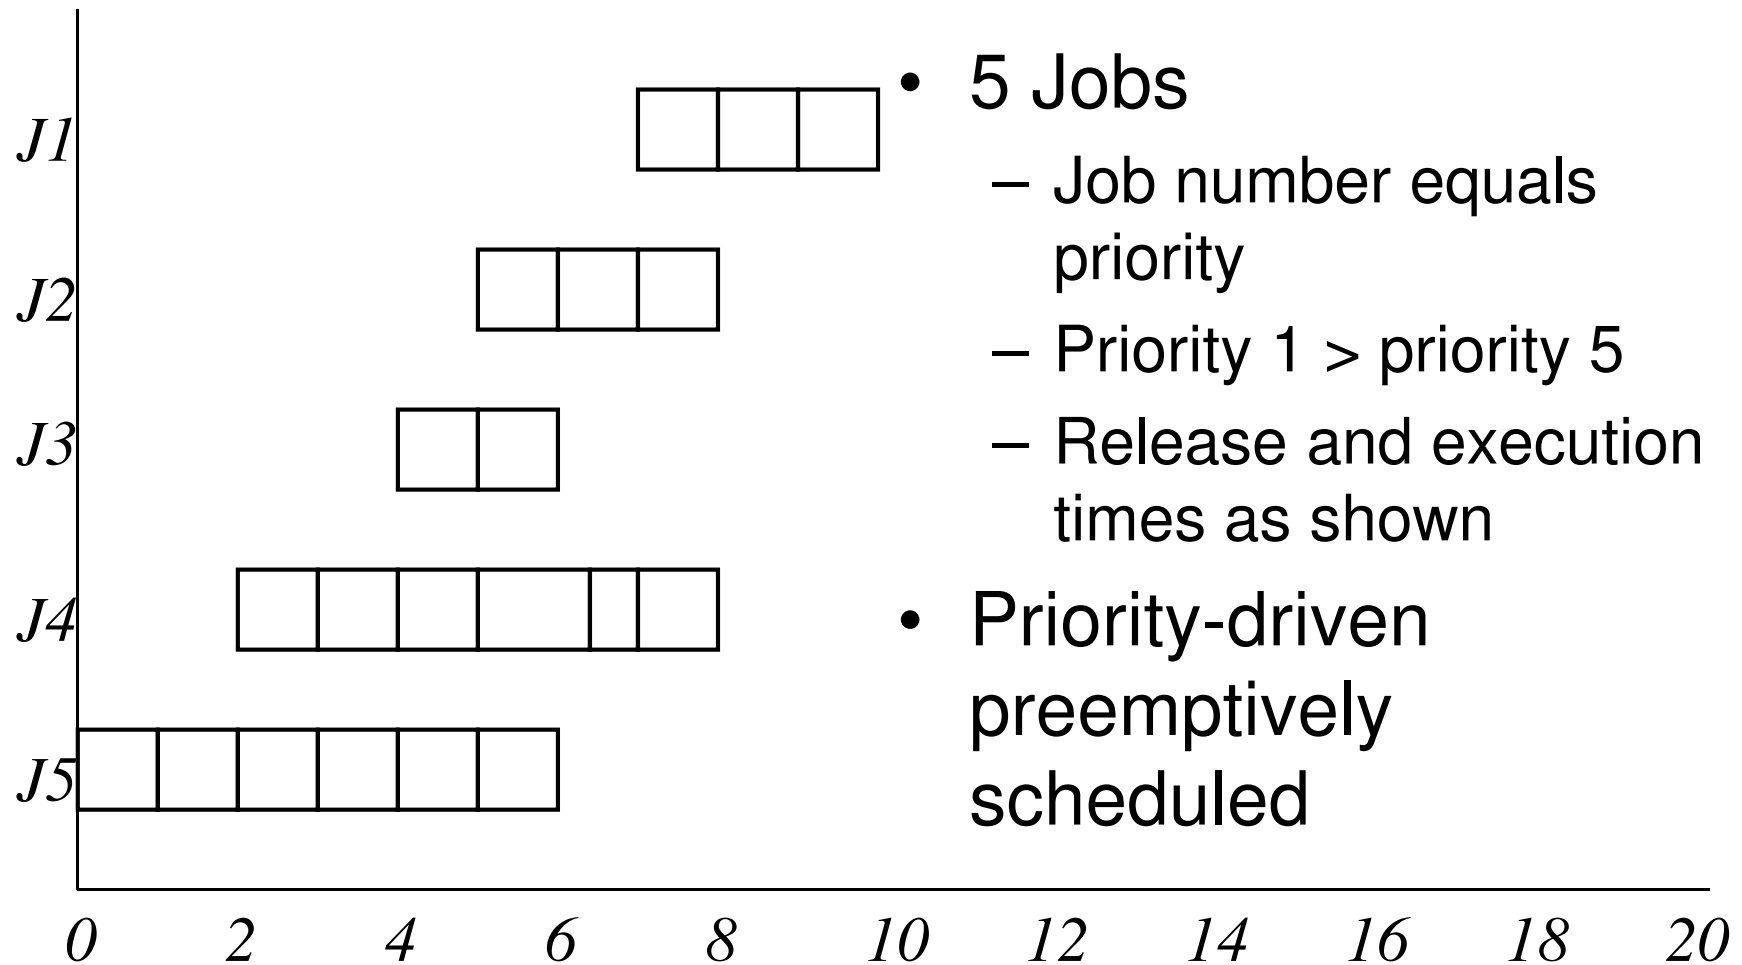 J1
J2
J3
J4
J5
0 2 4 6 8 10 12 14 16 18 20
• 5 Jobs
– Job number equals
priority
– Priority 1 > priority 5
– Release and execution
times as shown
• Priority-driven
preemptively
scheduled